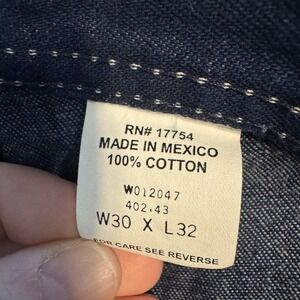 RN# 17754
MADE IN MEXICO
100% COTTON
W012047
402.43
W30 X L32
FOR CARE SEE REVERSE